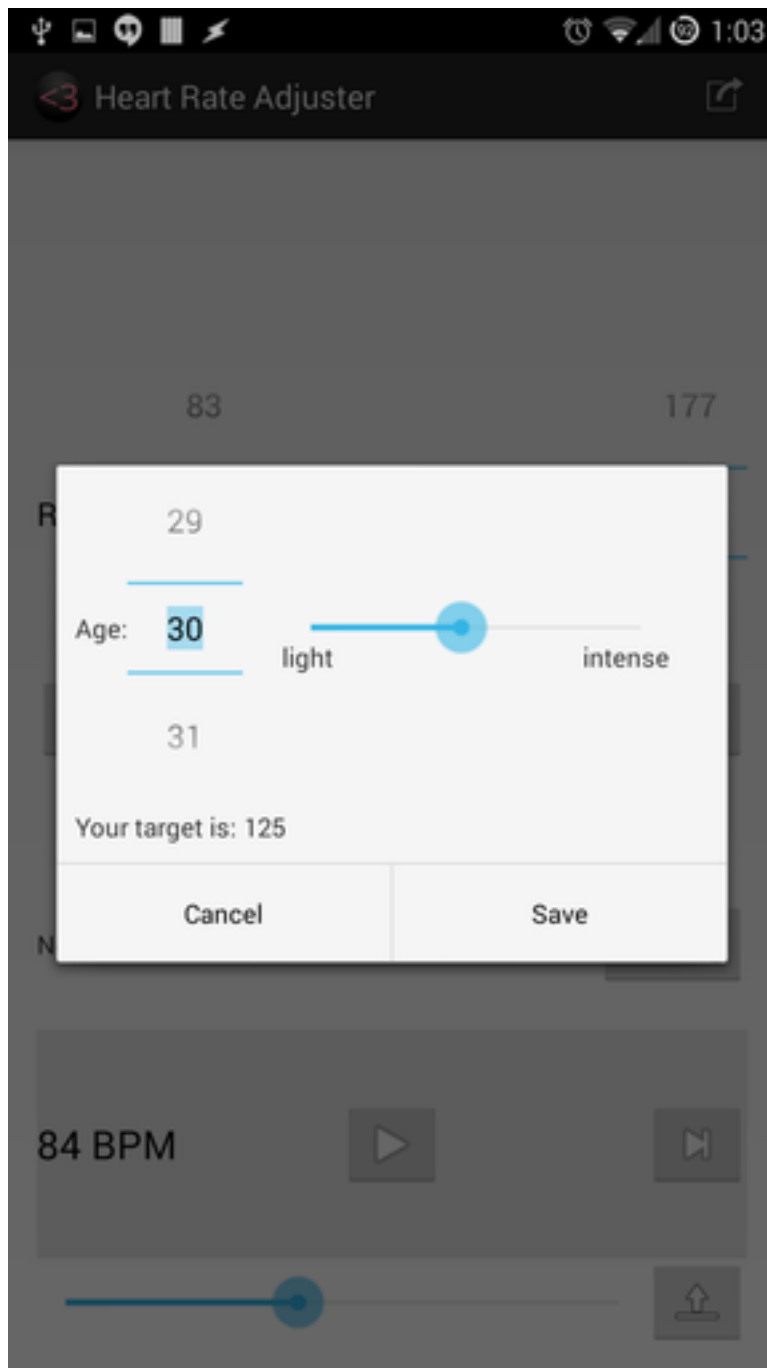 92 1:03
<3 Heart Rate Adjuster
83 177
R
29
Age: 30
light intense
31
Your target is: 125
Cancel Save
N
84 BPM